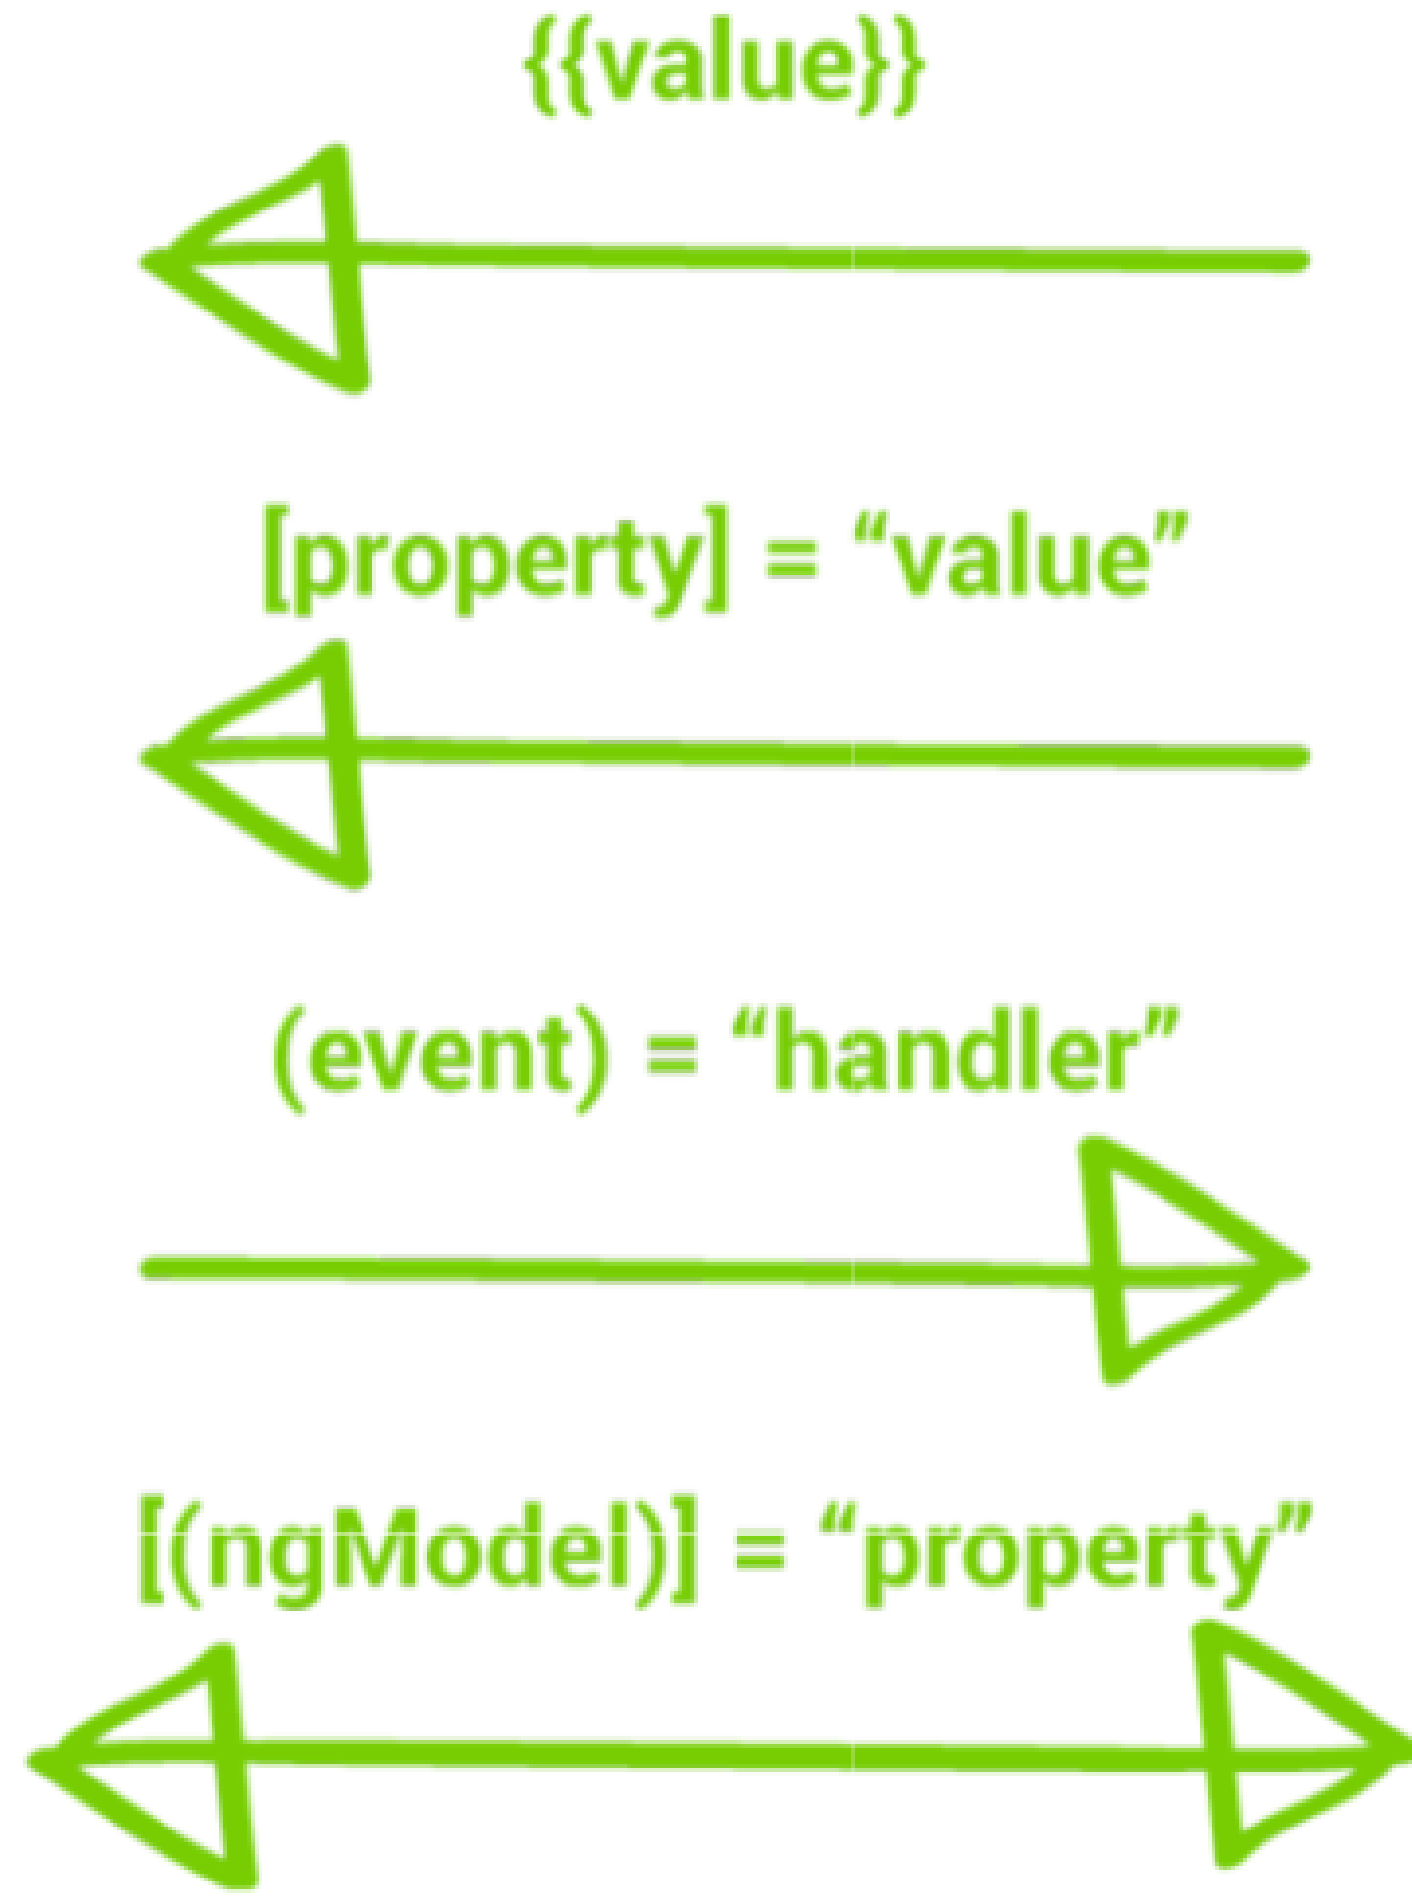 {{value}}
[property] = “value”
(event) = “handler”
[(ngModel)] = “property”